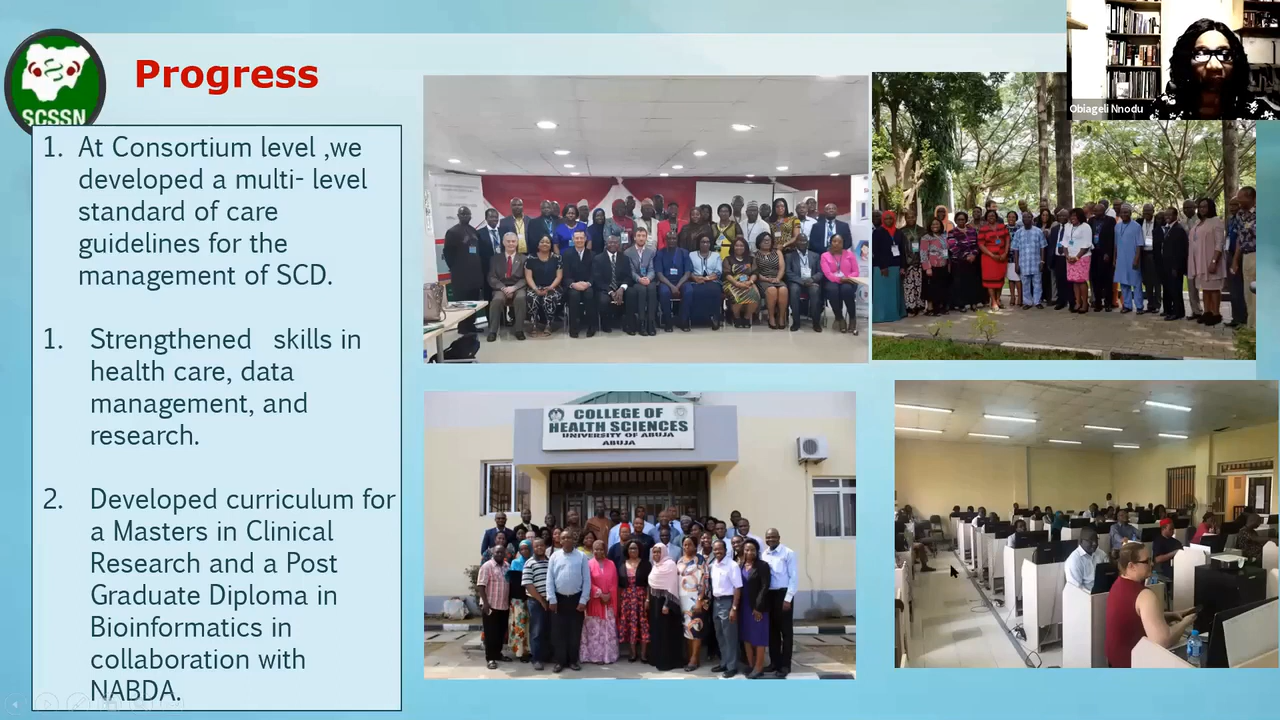 Progress
SCSSN
1. At Consortium level ,we
developed a multi- level
standard of care
guidelines for the
management of SCD.
1. Strengthened skills in
health care, data
management, and
research.
2. Developed curriculum for
a Masters in Clinical
Research and a Post
Graduate Diploma in
Bioinformatics in
collaboration with
NABDA.
COLLEGE OF
HEALTH SCIENCES
UNIVERSITY OF ABUJA
ABUJA
Obiageli Nnodu